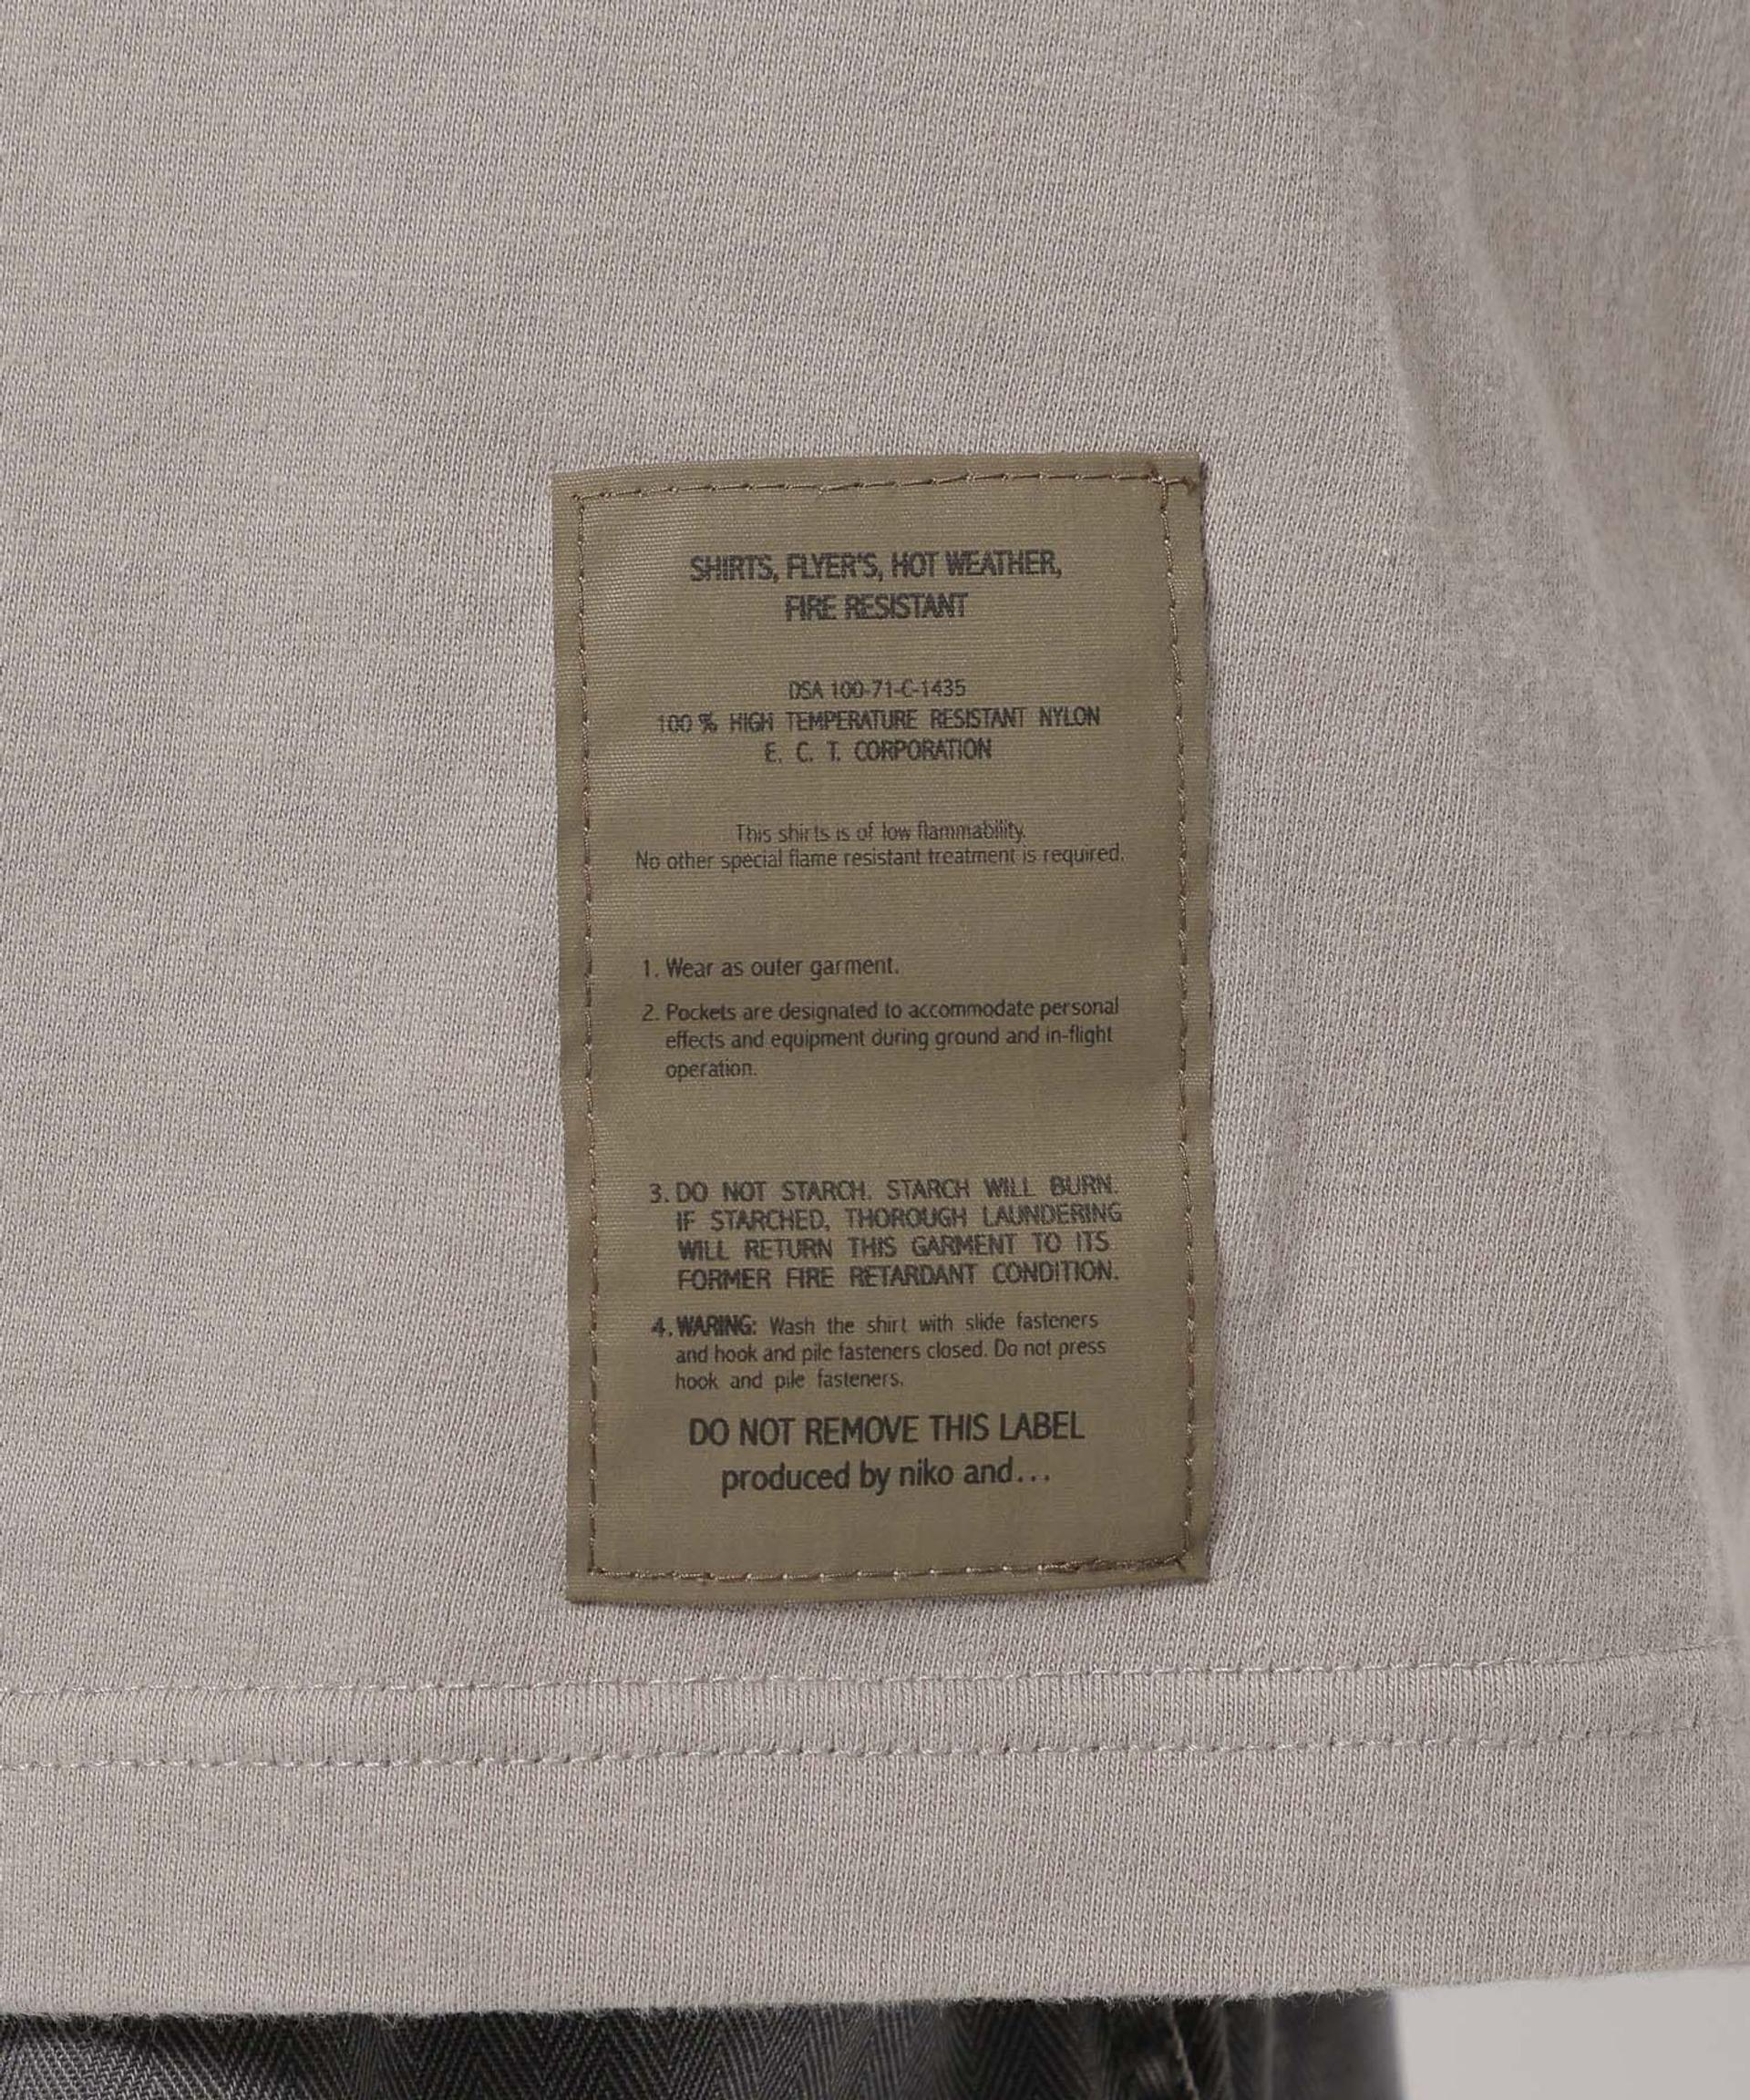 SHIRTS, FLYER'S, HOT WEATHER,
FIRE RESISTANT
DSA 100-71-C-1435
100 % HIGH TEMPERATURE RESISTANT NYLON
E. C. T. CORPORATION
This shirts is of low flammability.
No other special flame resistant treatment is required.
1. Wear as outer garment.
2. Pockets are designated to accommodate personal
effects and equipment during ground and in-flight
operation.
3. DO NOT STARCH. STARCH WILL BURN.
IF STARCHED, THOROUGH LAUNDERING
WILL RETURN THIS GARMENT TO ITS
FORMER FIRE RETARDANT CONDITION.
4. WARING: Wash the shirt with slide fasteners
and hook and pile fasteners closed. Do not press
hook and pile fasteners.
DO NOT REMOVE THIS LABEL
produced by niko and...